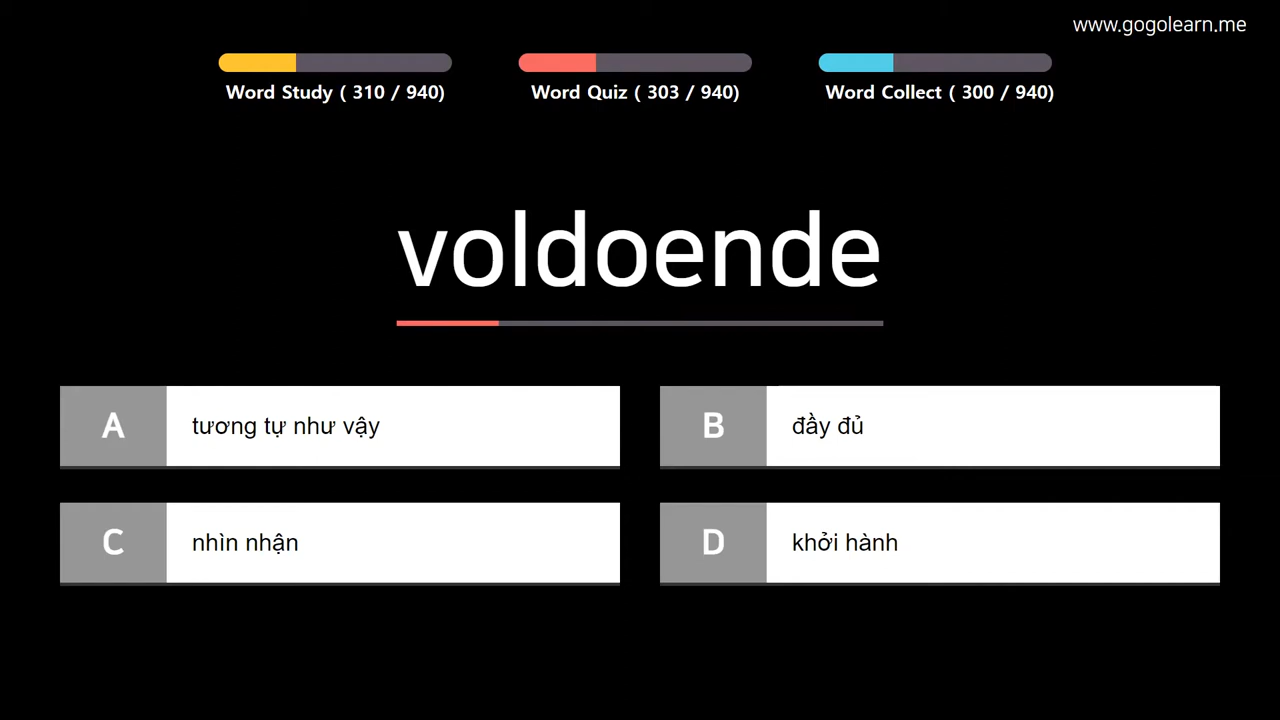 www.gogolearn.me
Word Study ( 310 / 940)
Word Quiz ( 303 / 940)
Word Collect ( 300 / 940)
voldoende
A
tương tự như vậy
B
đầy đủ
C
nhìn nhận
D
khởi hành